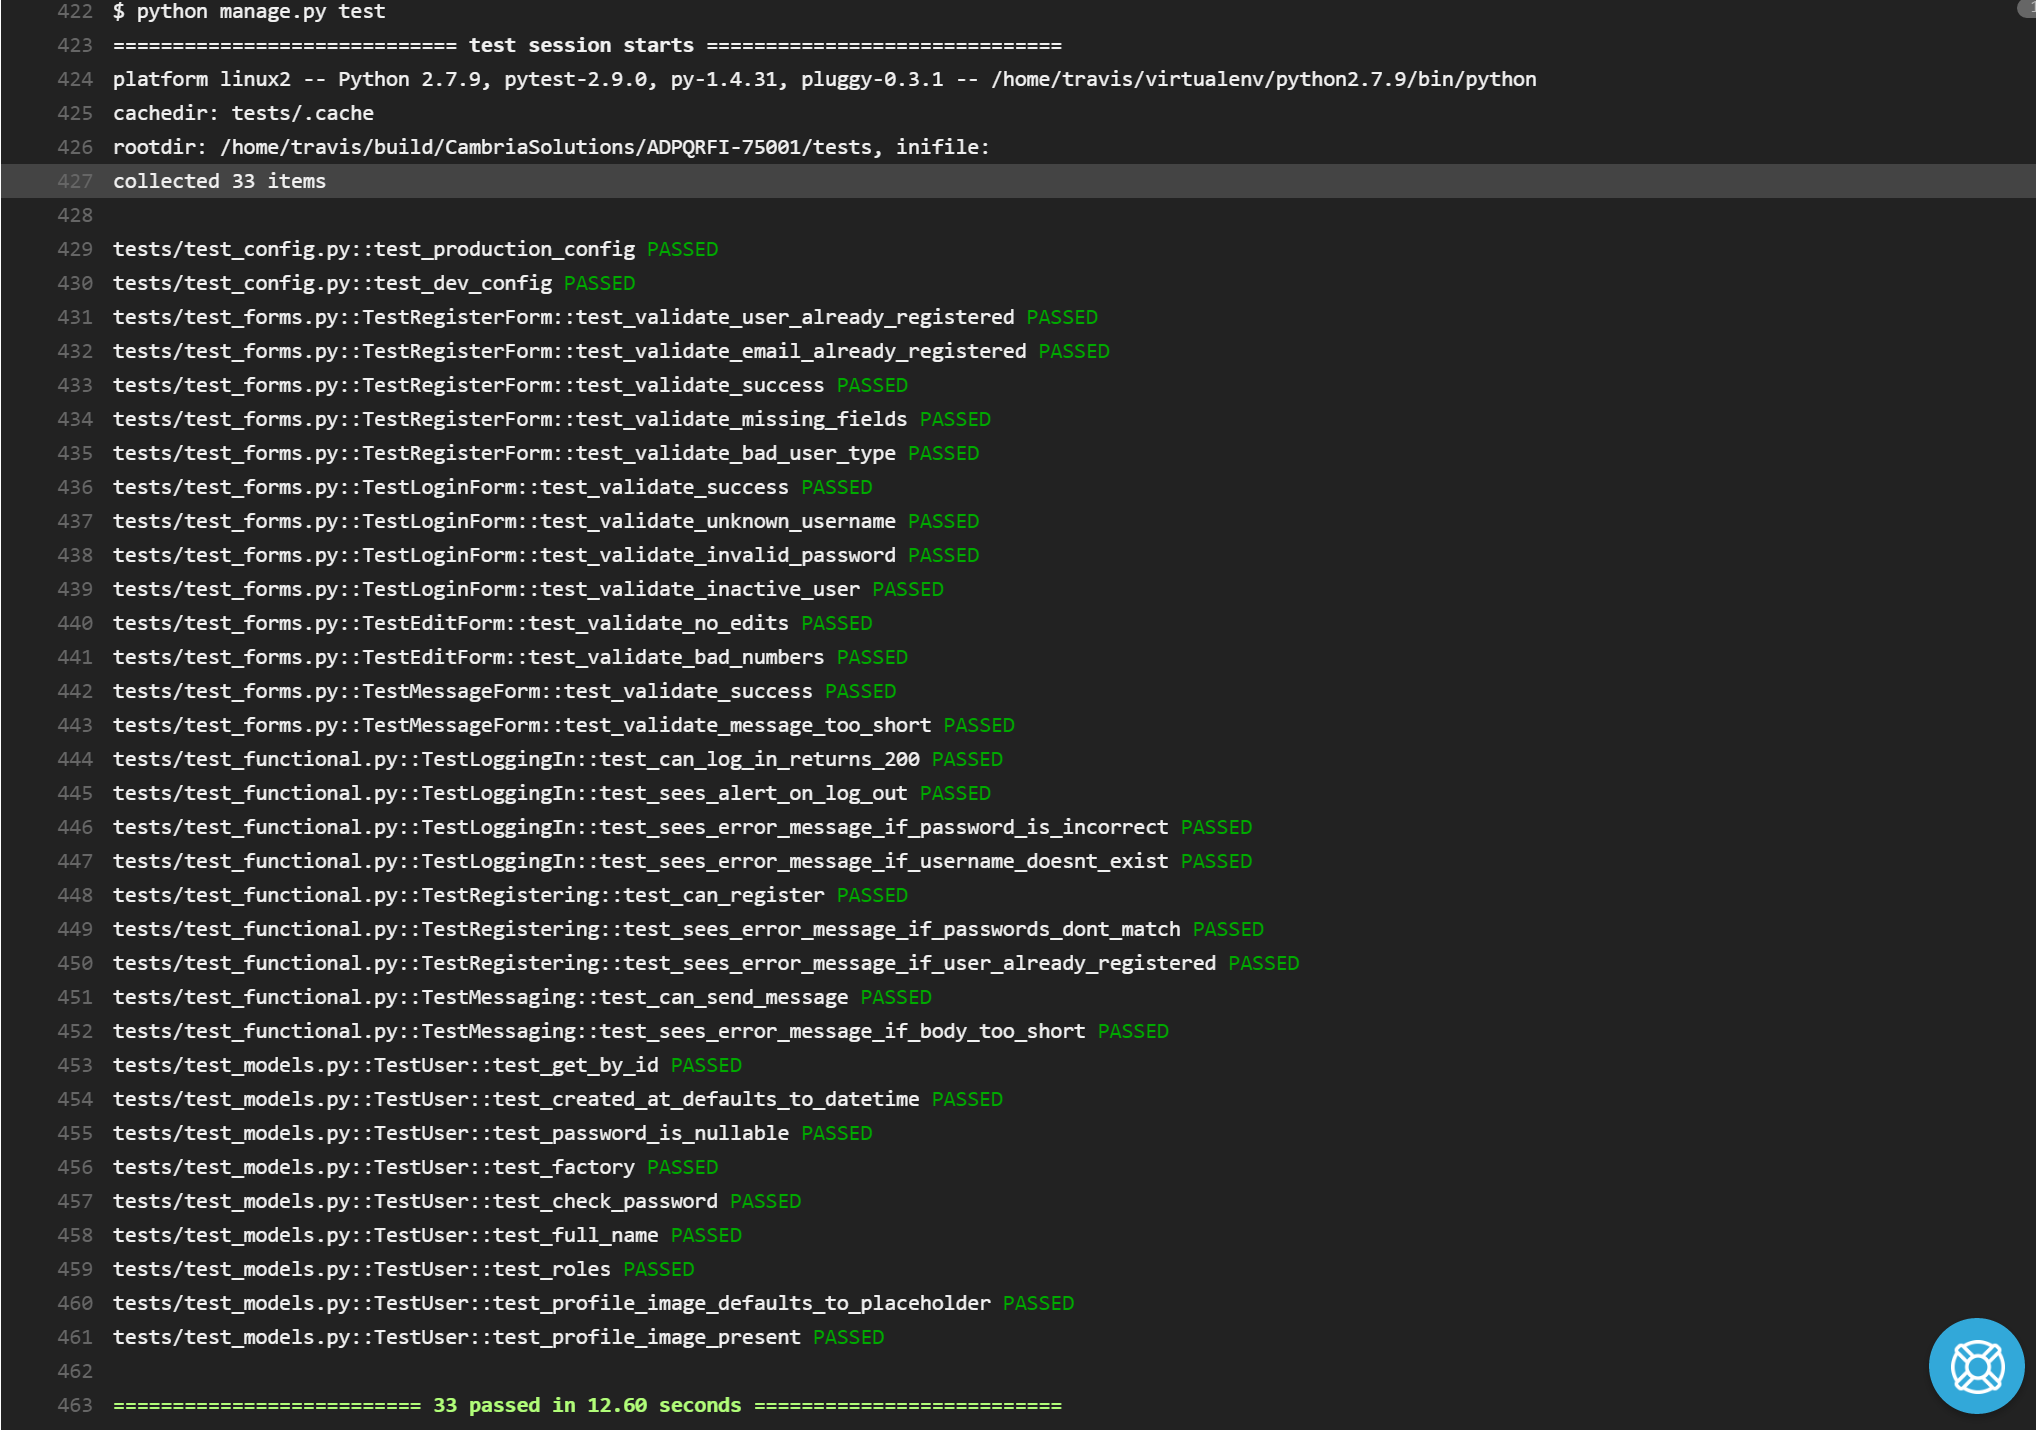 422 $ python manage.py test
423 ============================= test session starts ==============================
424 platform linux2 -- Python 2.7.9, pytest-2.9.0, py-1.4.31, pluggy-0.3.1 -- /home/travis/virtualenv/python2.7.9/bin/python
425 cachedir: tests/.cache
426 rootdir: /home/travis/build/CambriaSolutions/ADPQRFI-75001/tests, inifile:
427 collected 33 items
428
429 tests/test_config.py::test_production_config PASSED
430 tests/test_config.py::test_dev_config PASSED
431 tests/test_forms.py::TestRegisterForm::test_validate_user_already_registered PASSED
432 tests/test_forms.py::TestRegisterForm::test_validate_email_already_registered PASSED
433 tests/test_forms.py::TestRegisterForm::test_validate_success PASSED
434 tests/test_forms.py::TestRegisterForm::test_validate_missing_fields PASSED
435 tests/test_forms.py::TestRegisterForm::test_validate_bad_user_type PASSED
436 tests/test_forms.py::TestLoginForm::test_validate_success PASSED
437 tests/test_forms.py::TestLoginForm::test_validate_unknown_username PASSED
438 tests/test_forms.py::TestLoginForm::test_validate_invalid_password PASSED
439 tests/test_forms.py::TestLoginForm::test_validate_inactive_user PASSED
440 tests/test_forms.py::TestEditForm::test_validate_no_edits PASSED
441 tests/test_forms.py::TestEditForm::test_validate_bad_numbers PASSED
442 tests/test_forms.py::TestMessageForm::test_validate_success PASSED
443 tests/test_forms.py::TestMessageForm::test_validate_message_too_short PASSED
444 tests/test_functional.py::TestLoggingIn::test_can_log_in_returns_200 PASSED
445 tests/test_functional.py::TestLoggingIn::test_sees_alert_on_log_out PASSED
446 tests/test_functional.py::TestLoggingIn::test_sees_error_message_if_password_is_incorrect PASSED
447 tests/test_functional.py::TestLoggingIn::test_sees_error_message_if_username_doesnt_exist PASSED
448 tests/test_functional.py::TestRegistering::test_can_register PASSED
449 tests/test_functional.py::TestRegistering::test_sees_error_message_if_passwords_dont_match PASSED
450 tests/test_functional.py::TestRegistering::test_sees_error_message_if_user_already_registered PASSED
451 tests/test_functional.py::TestMessaging::test_can_send_message PASSED
452 tests/test_functional.py::TestMessaging::test_sees_error_message_if_body_too_short PASSED
453 tests/test_models.py::TestUser::test_get_by_id PASSED
454 tests/test_models.py::TestUser::test_created_at_defaults_to_datetime PASSED
455 tests/test_models.py::TestUser::test_password_is_nullable PASSED
456 tests/test_models.py::TestUser::test_factory PASSED
457 tests/test_models.py::TestUser::test_check_password PASSED
458 tests/test_models.py::TestUser::test_full_name PASSED
459 tests/test_models.py::TestUser::test_roles PASSED
460 tests/test_models.py::TestUser::test_profile_image_defaults_to_placeholder PASSED
461 tests/test_models.py::TestUser::test_profile_image_present PASSED
462
463 ========================== 33 passed in 12.60 seconds ==========================